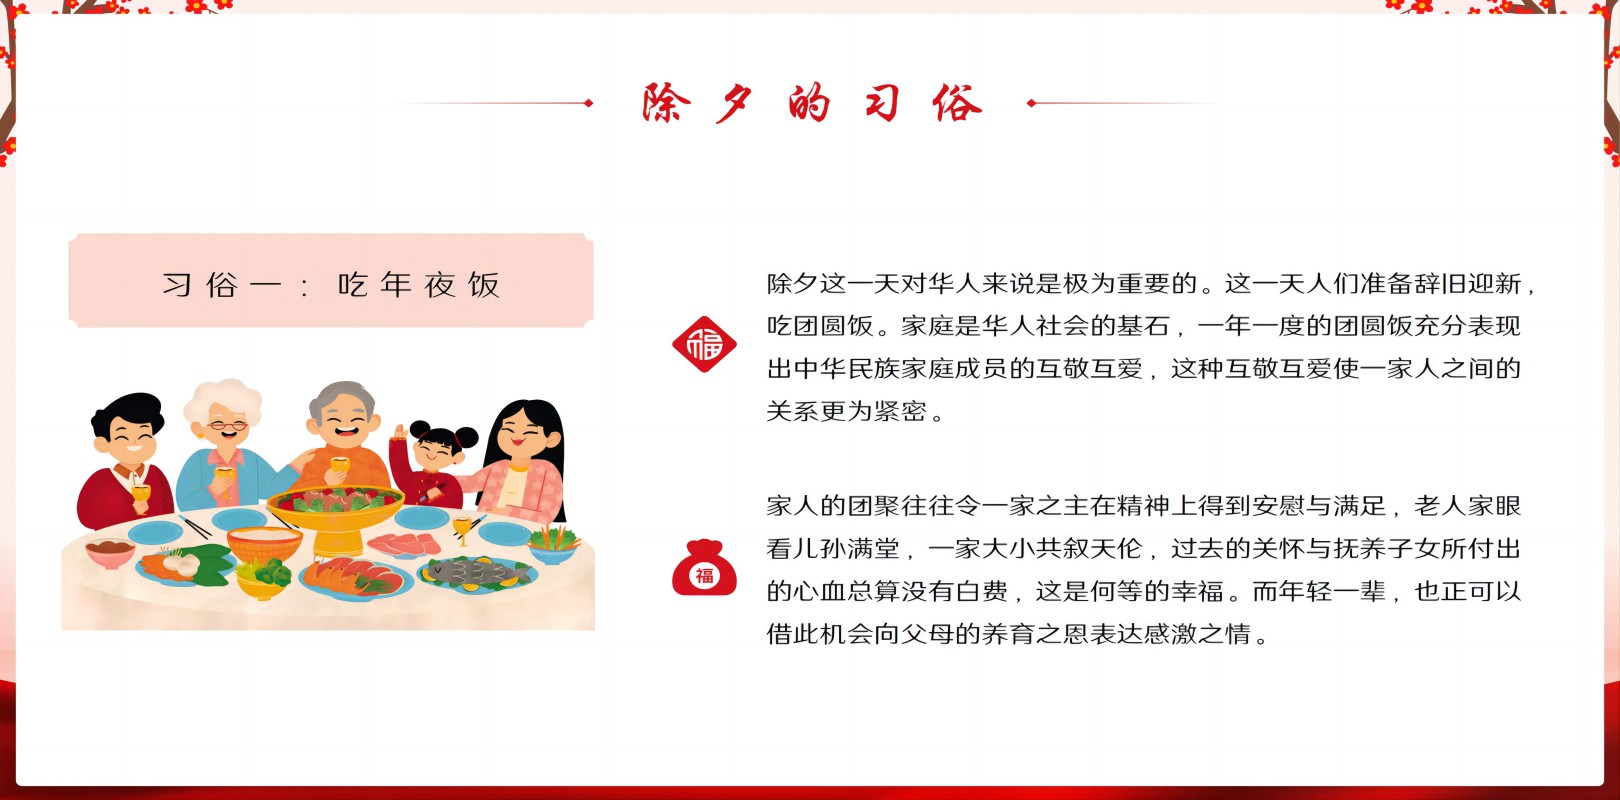 除夕的习俗
习俗一：吃年夜饭
除夕这一天对华人来说是极为重要的。这一天人们准备辞旧迎新，
吃团圆饭。家庭是华人社会的基石，一年一度的团圆饭充分表现
出中华民族家庭成员的互敬互爱，这种互敬互爱使一家人之间的
关系更为紧密。
福
家人的团聚往往令一家之主在精神上得到安慰与满足，老人家眼
看儿孙满堂，一家大小共叙天伦，过去的关怀与抚养子女所付出
的心血总算没有白费，这是何等的幸福。而年轻一辈，也正可以
借此机会向父母的养育之恩表达感激之情。
福